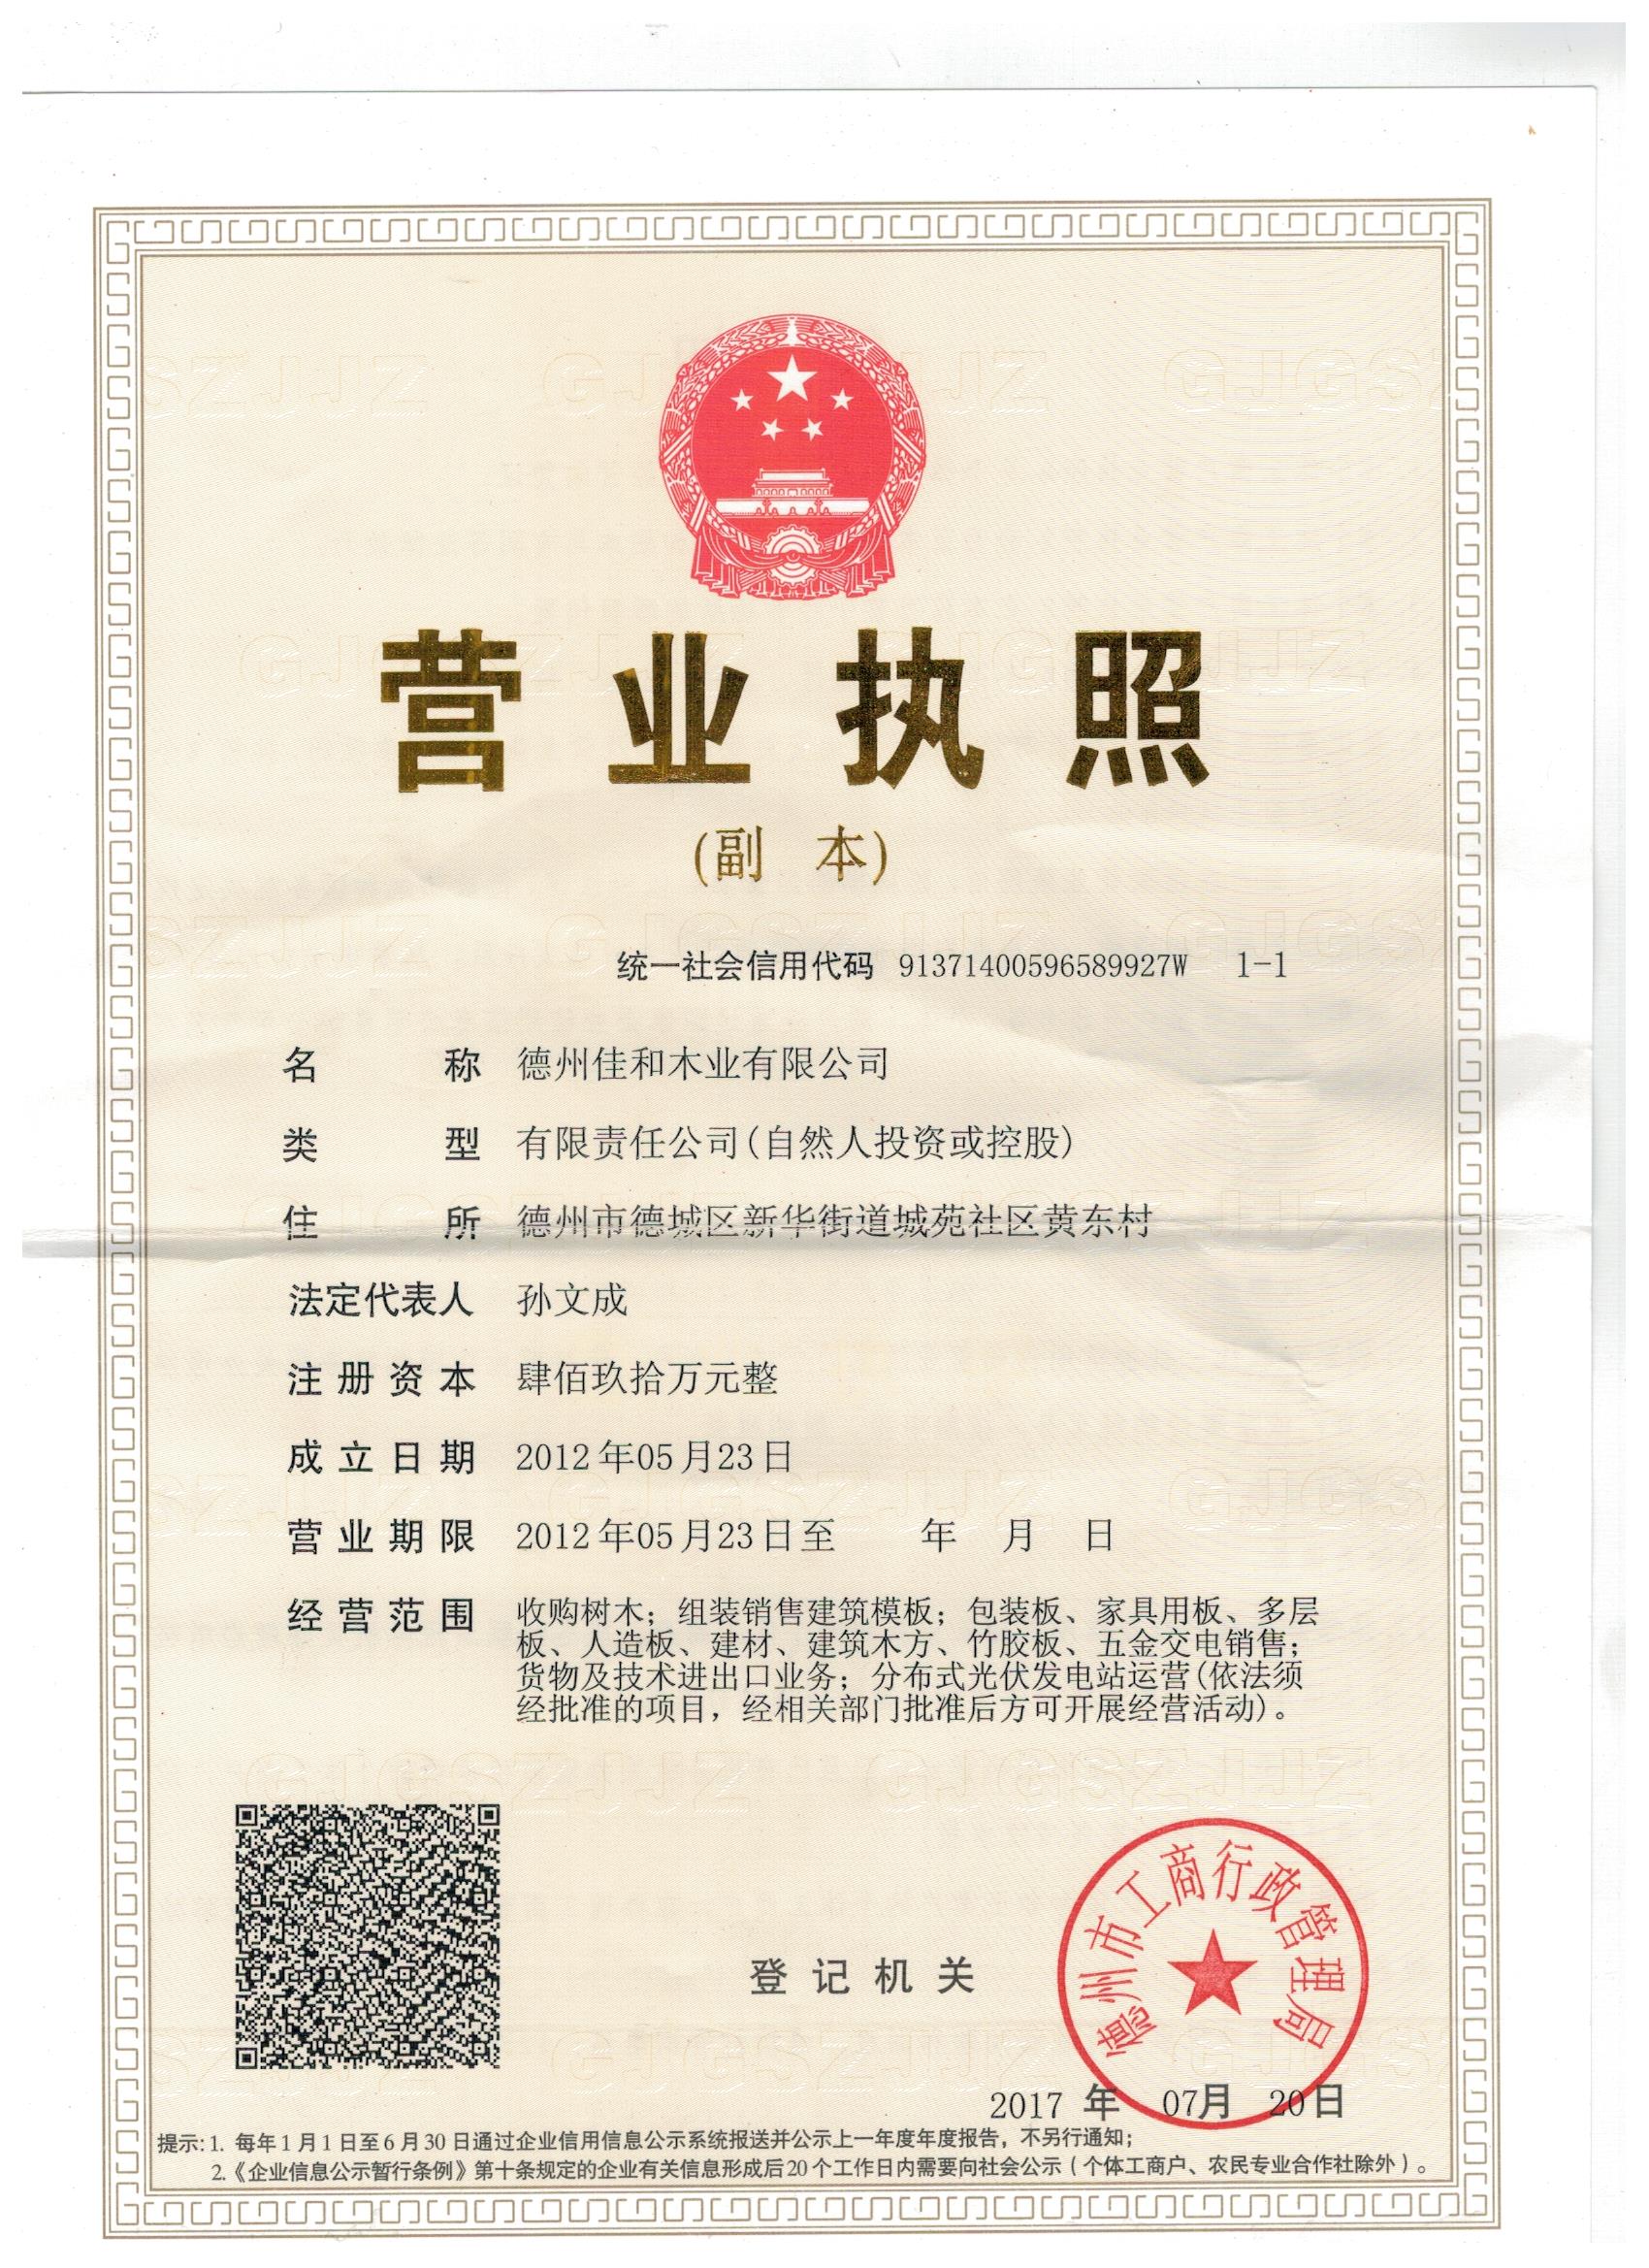 营业执照
(副 本)
统一社会信用代码 91371400596589927W 1-1
名称 德州佳和木业有限公司
类型 有限责任公司(自然人投资或控股)
住所 德州市德城区新华街道城苑社区黄东村
法定代表人 孙文成
注册资本 肆佰玖拾万元整
成立日期 2012年05月23日
营业期限 2012年05月23日至 年 月 日
经营范围 收购树木；组装销售建筑模板；包装板、家具用板、多层
板、人造板、建材、建筑木方、竹胶板、五金交电销售；
货物及技术进出口业务；分布式光伏发电站运营(依法须
经批准的项目，经相关部门批准后方可开展经营活动)。
登记机关
德州市工商行政管理局
2017 年 07月 20日
提示：1. 每年1月1日至6月30日通过企业信用信息公示系统报送并公示上一年度年度报告，不另行通知；
2.《企业信息公示暂行条例》第十条规定的企业有关信息形成后20个工作日内需要向社会公示（个体工商户、农民专业合作社除外）。